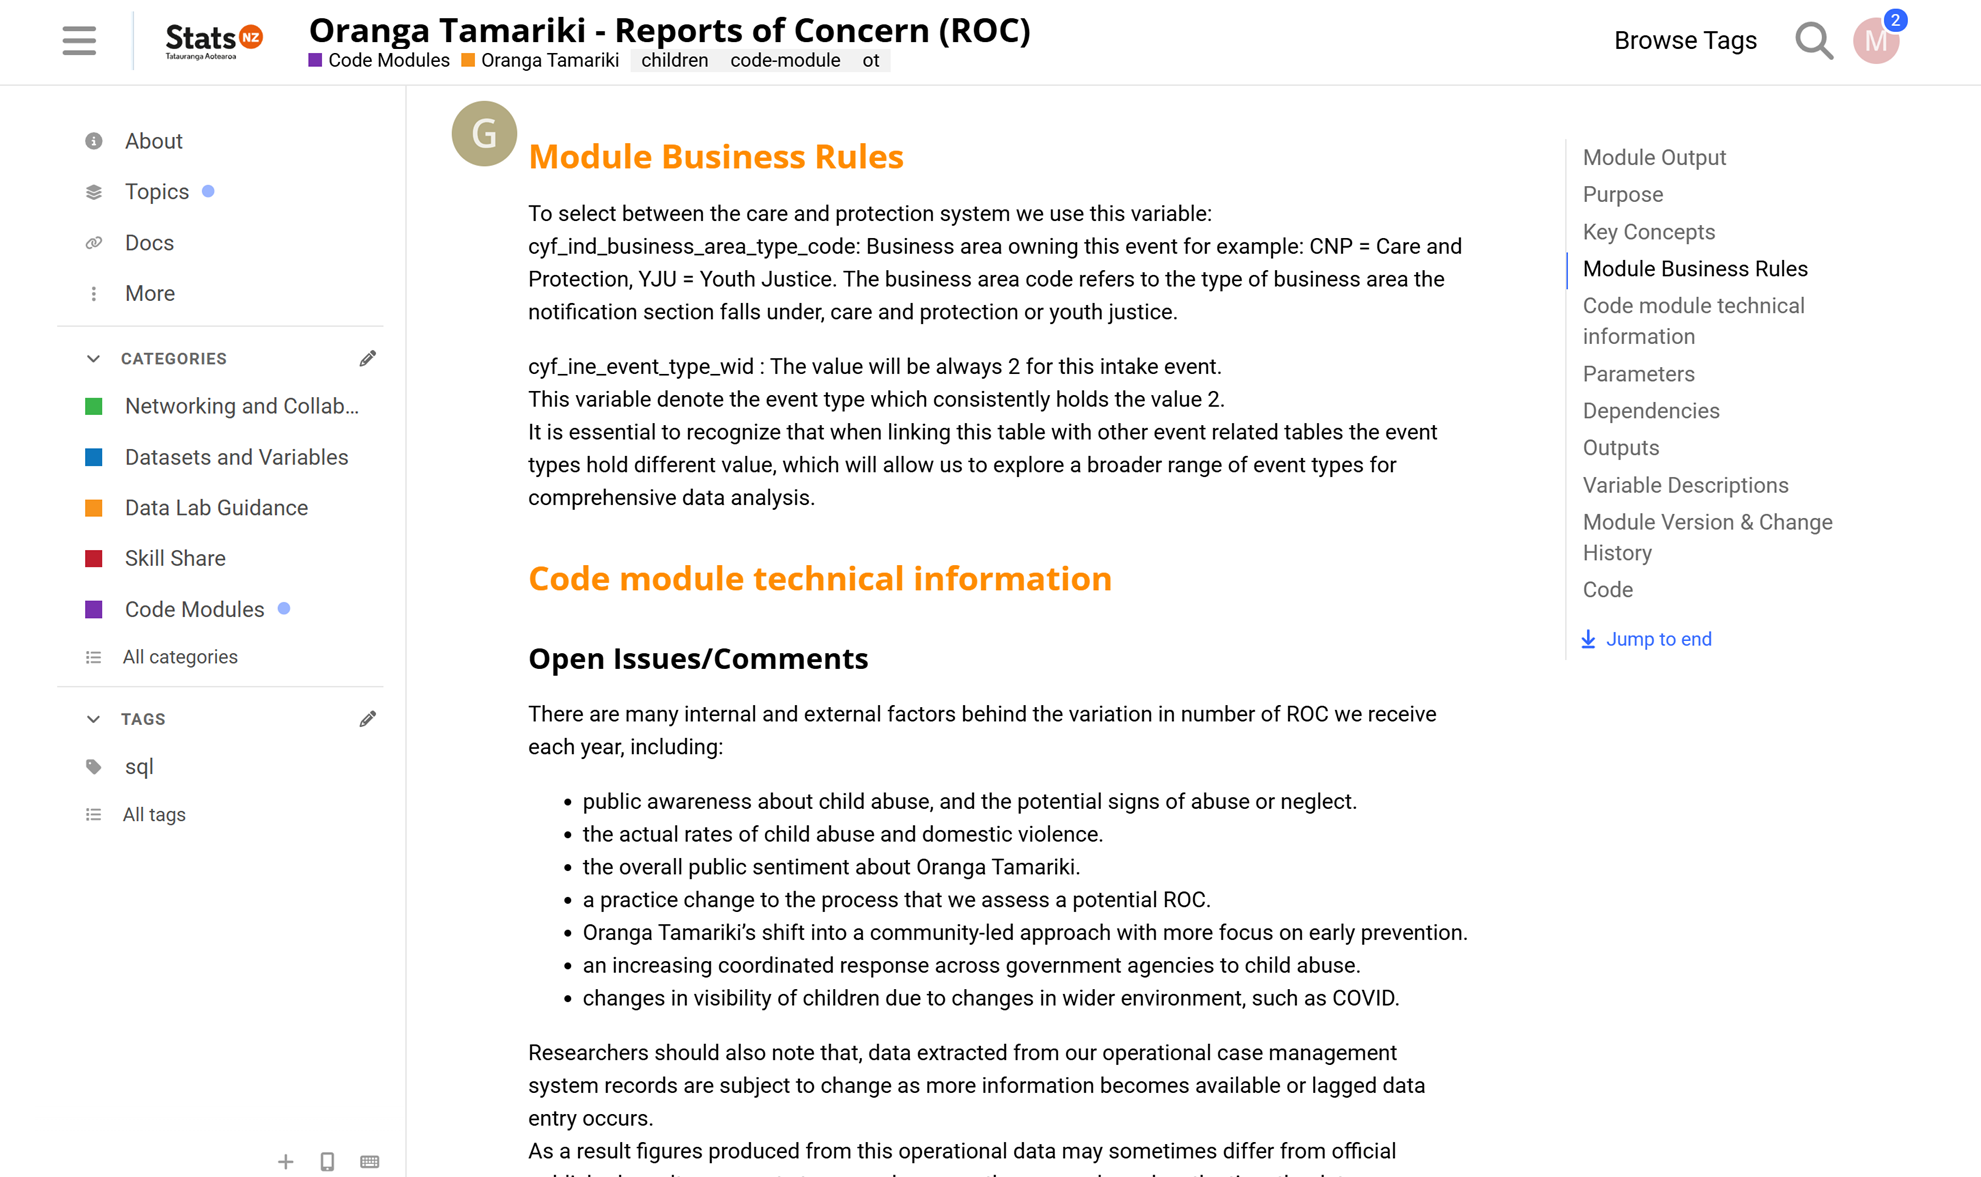 Stats NZ
Tatauranga Aotearoa
Oranga Tamariki - Reports of Concern (ROC)
Code Modules Oranga Tamariki children code-module ot
Browse Tags
M
2
About
Topics
Docs
More
CATEGORIES
Networking and Collab...
Datasets and Variables
Data Lab Guidance
Skill Share
Code Modules
All categories
TAGS
sql
All tags
G
Module Business Rules
To select between the care and protection system we use this variable:
cyf_ind_business_area_type_code: Business area owning this event for example: CNP = Care and
Protection, YJU = Youth Justice. The business area code refers to the type of business area the
notification section falls under, care and protection or youth justice.
cyf_ine_event_type_wid : The value will be always 2 for this intake event.
This variable denote the event type which consistently holds the value 2.
It is essential to recognize that when linking this table with other event related tables the event
types hold different value, which will allow us to explore a broader range of event types for
comprehensive data analysis.
Code module technical information
Open Issues/Comments
There are many internal and external factors behind the variation in number of ROC we receive
each year, including:
• public awareness about child abuse, and the potential signs of abuse or neglect.
• the actual rates of child abuse and domestic violence.
• the overall public sentiment about Oranga Tamariki.
• a practice change to the process that we assess a potential ROC.
• Oranga Tamariki’s shift into a community-led approach with more focus on early prevention.
• an increasing coordinated response across government agencies to child abuse.
• changes in visibility of children due to changes in wider environment, such as COVID.
Researchers should also note that, data extracted from our operational case management
system records are subject to change as more information becomes available or lagged data
entry occurs.
As a result figures produced from this operational data may sometimes differ from official
Module Output
Purpose
Key Concepts
Module Business Rules
Code module technical
information
Parameters
Dependencies
Outputs
Variable Descriptions
Module Version & Change
History
Code
Jump to end